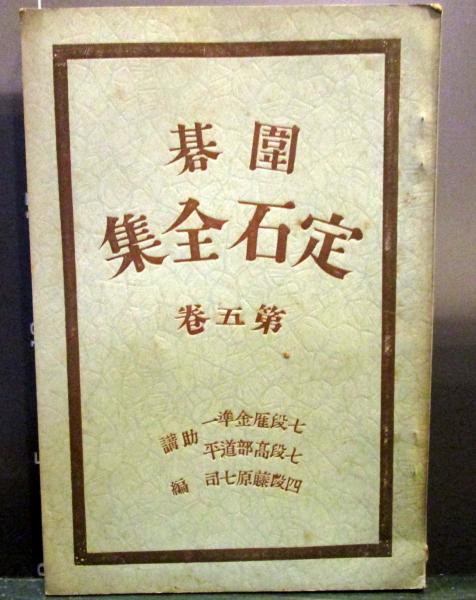 圍碁
定石全集
第五卷
七段雁金準一
七段高部道平
助講
四段藤原七司 編